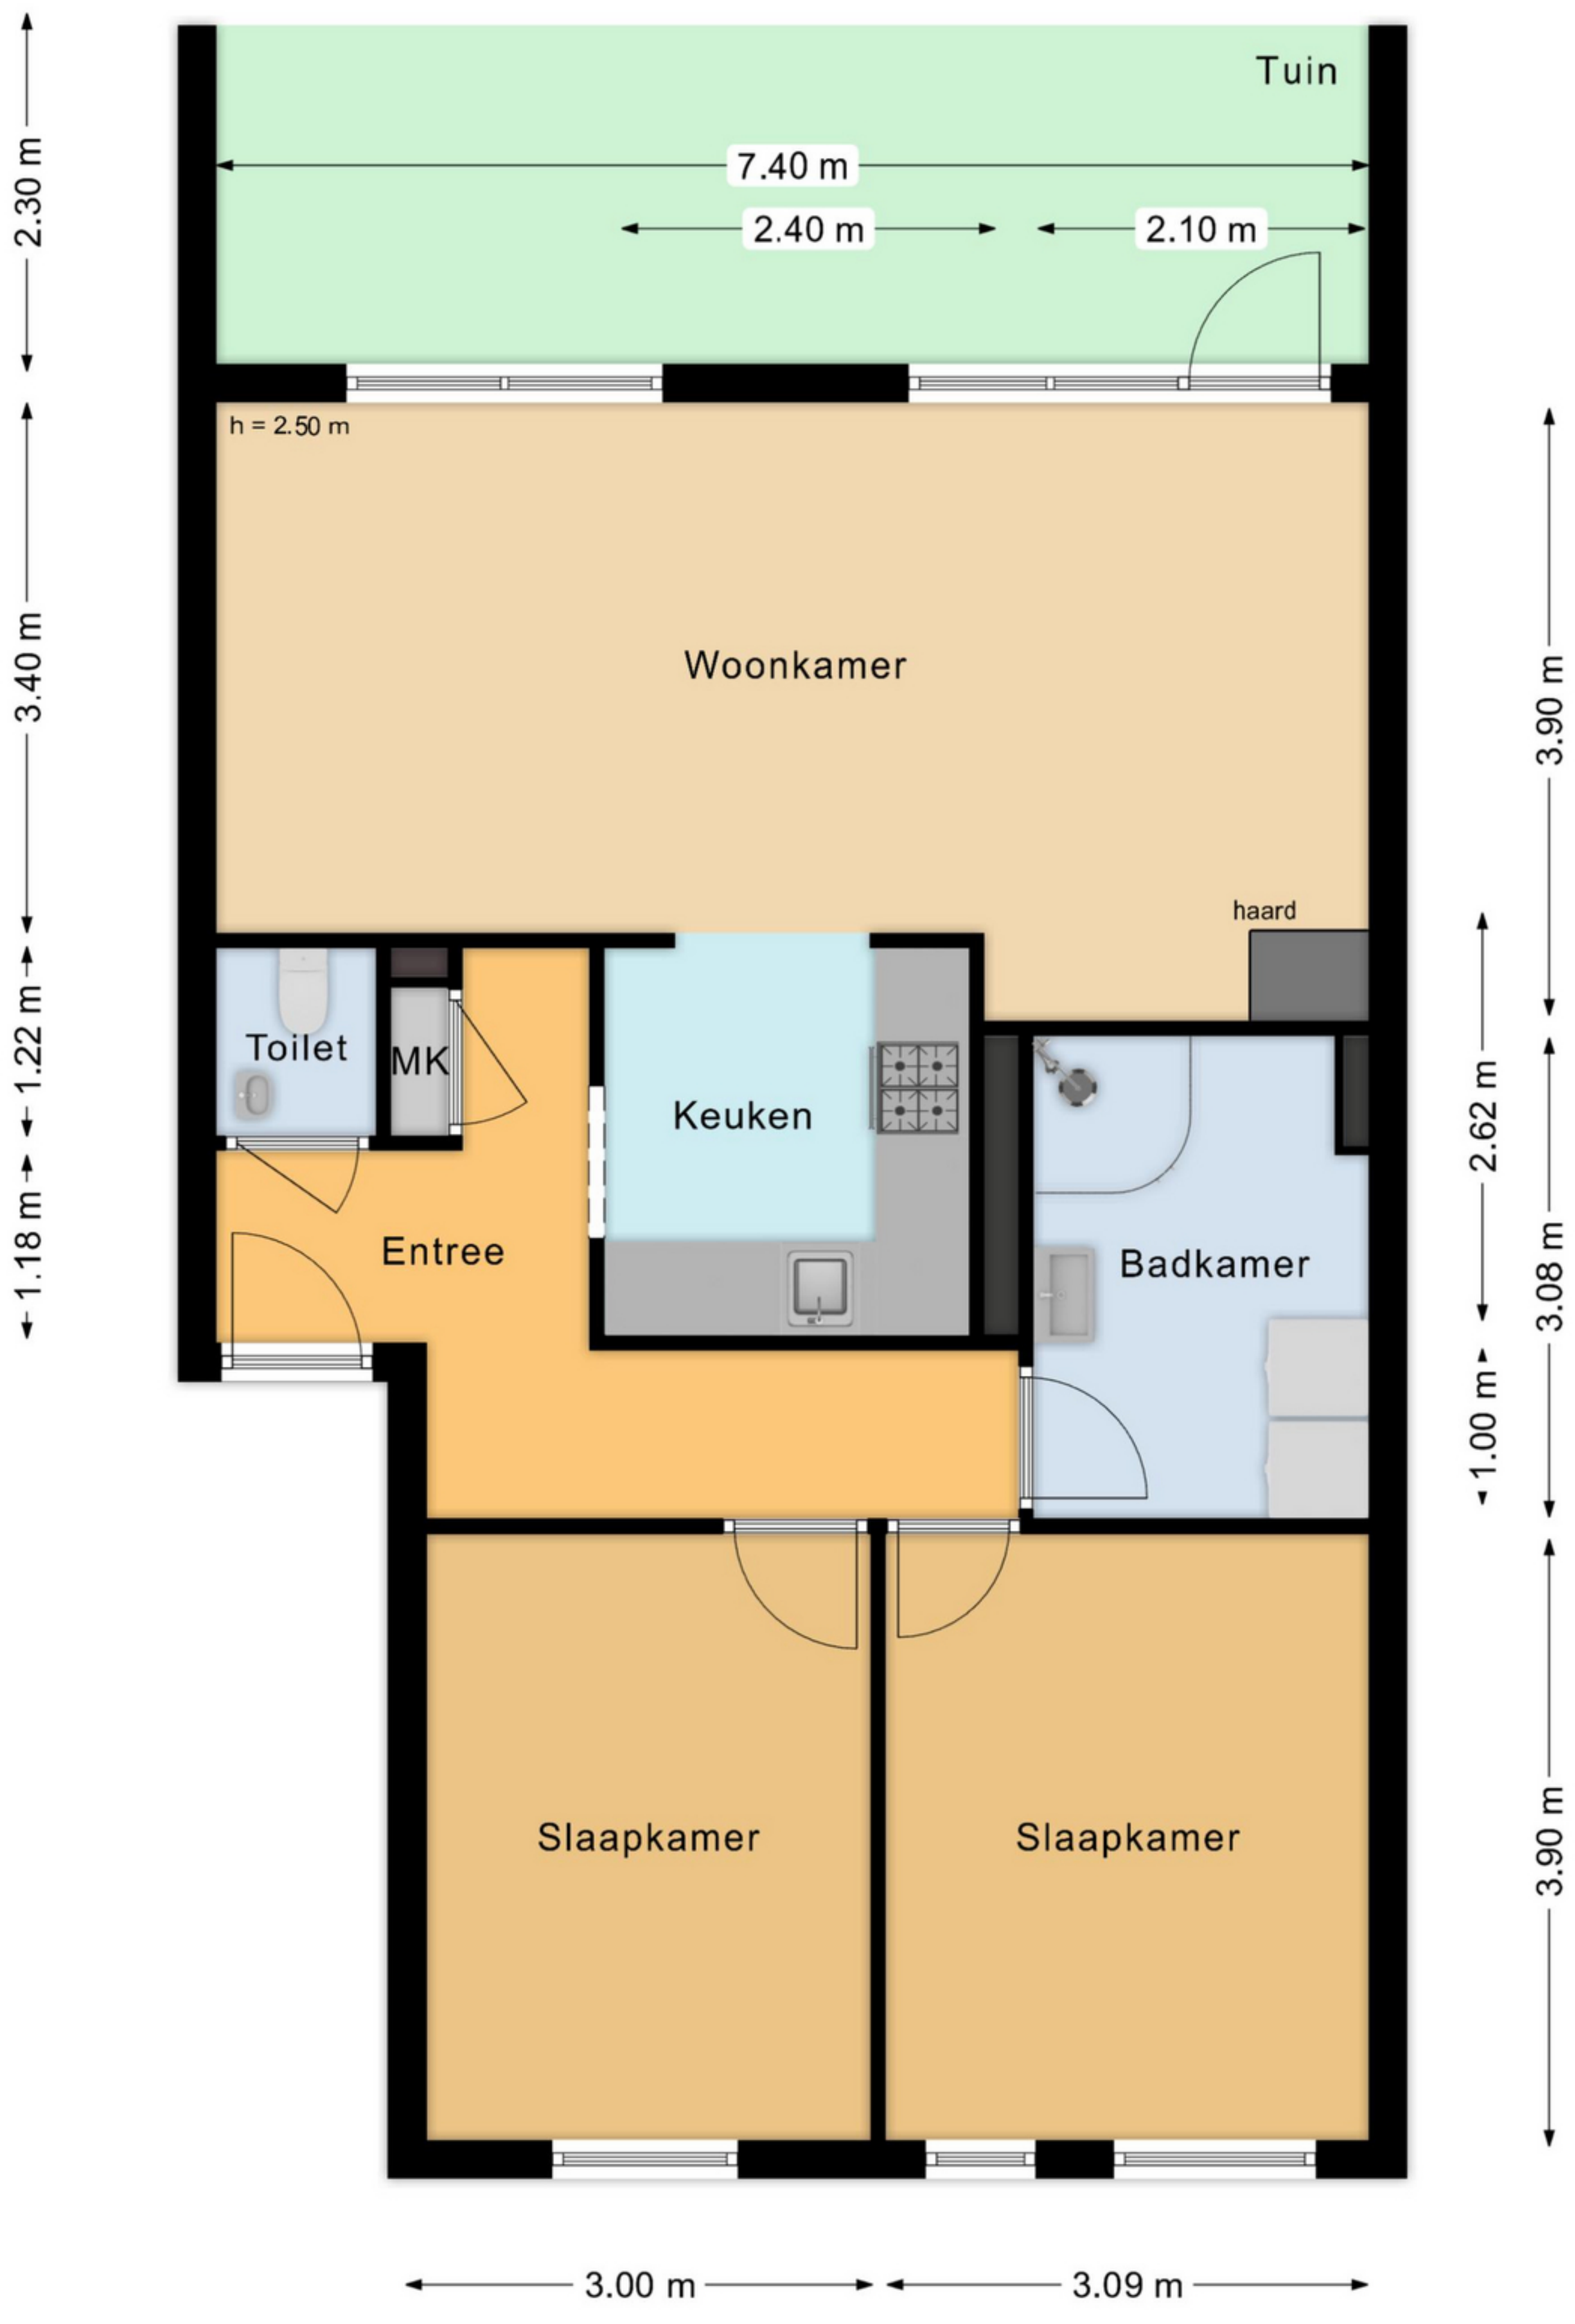 Tuin
2.30 m
7.40 m
2.40 m
2.10 m
h = 2.50 m
3.40 m
Woonkamer
3.90 m
haard
1.22 m
Toilet
MK
Keuken
2.62 m
1.18 m
Entree
Badkamer
3.08 m
1.00 m
Slaapkamer
Slaapkamer
3.90 m
3.00 m
3.09 m